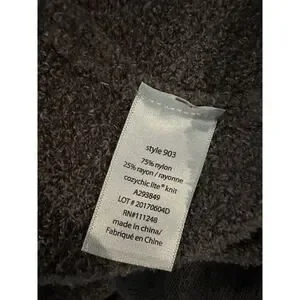 style 903
75% nylon
25% rayon / rayonne
cozychic lite® knit
A293849
LOT # 20170604D
RN#111248
made in china/
Fabriqué en Chine